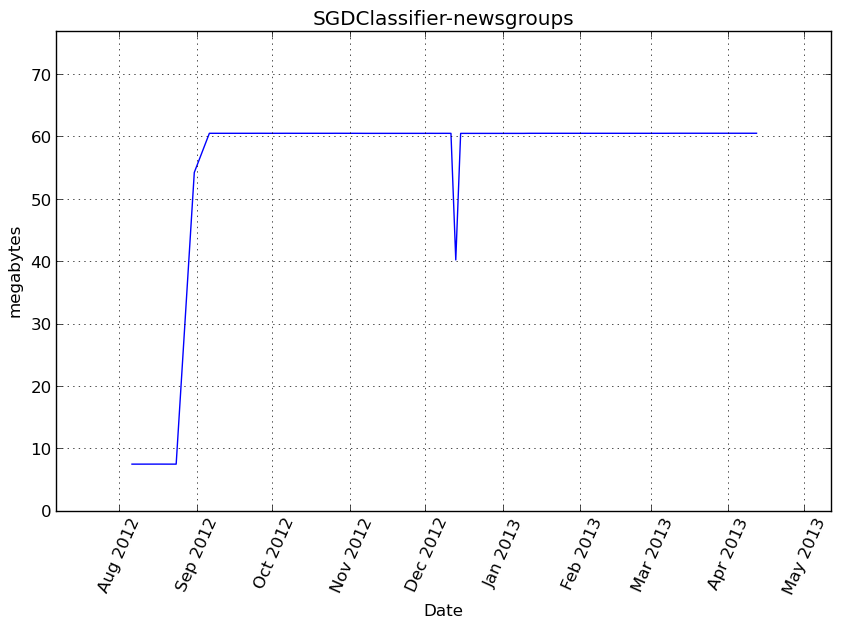 SGDClassifier-newsgroups
70
60
50
40
30
20
10
0
megabytes
Aug 2012
Sep 2012
Oct 2012
Nov 2012
Dec 2012
Jan 2013
Feb 2013
Mar 2013
Apr 2013
May 2013
Date